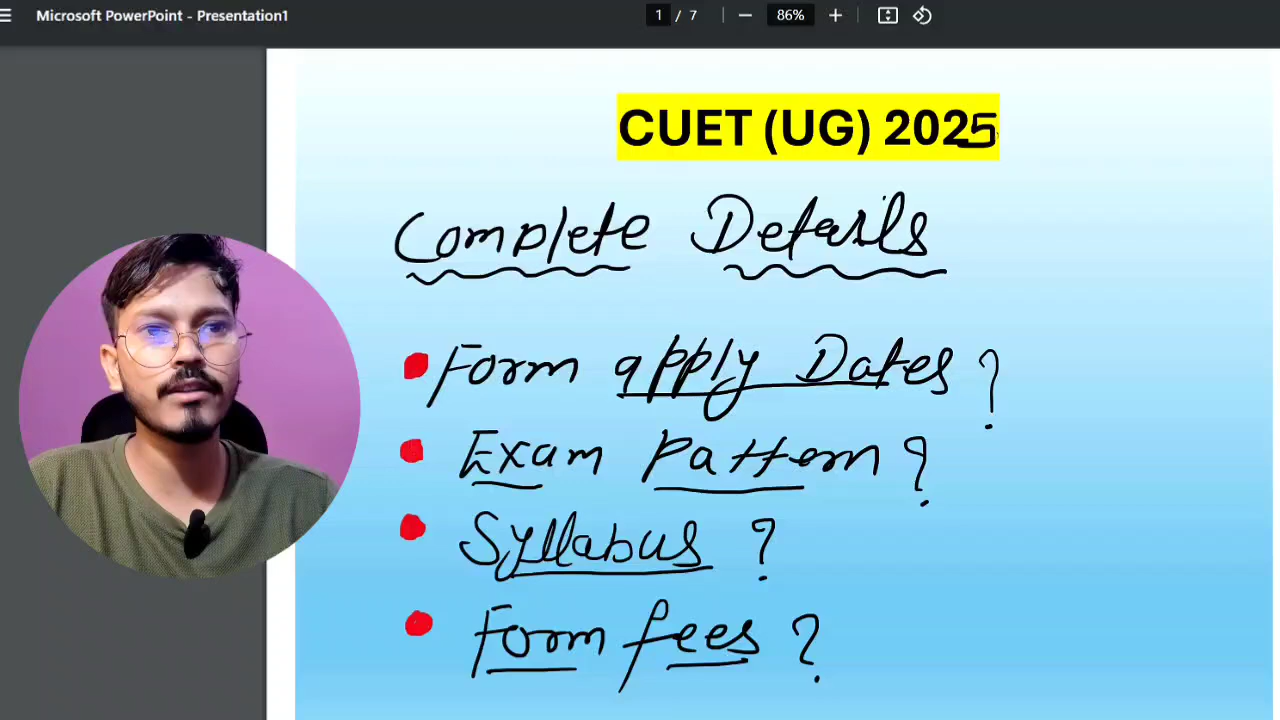 Microsoft PowerPoint - Presentation1
1 / 7
86%
CUET (UG) 2025
Complete Details
Form apply Dates ?
Exam Pattern ?
Syllabus ?
Form fees ?